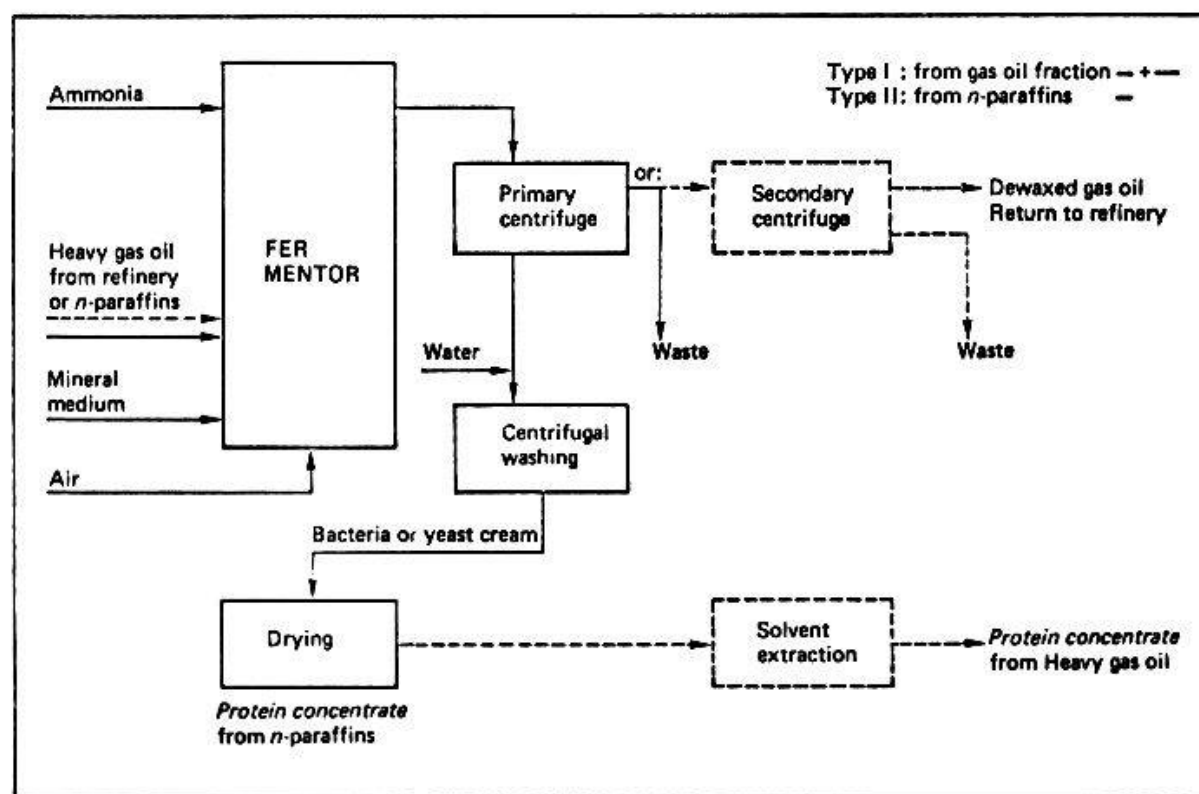 Type I : from gas oil fraction – + –
Type II: from n-paraffins –
Ammonia
or:
Primary
centrifuge
Secondary
centrifuge
Dewaxed gas oil
Return to refinery
FER
MENTOR
Heavy gas oil
from refinery
or n-paraffins
Water
Waste
Waste
Mineral
medium
Centrifugal
washing
Air
Bacteria or yeast cream
Drying
Solvent
extraction
Protein concentrate
from Heavy gas oil
Protein concentrate
from n-paraffins